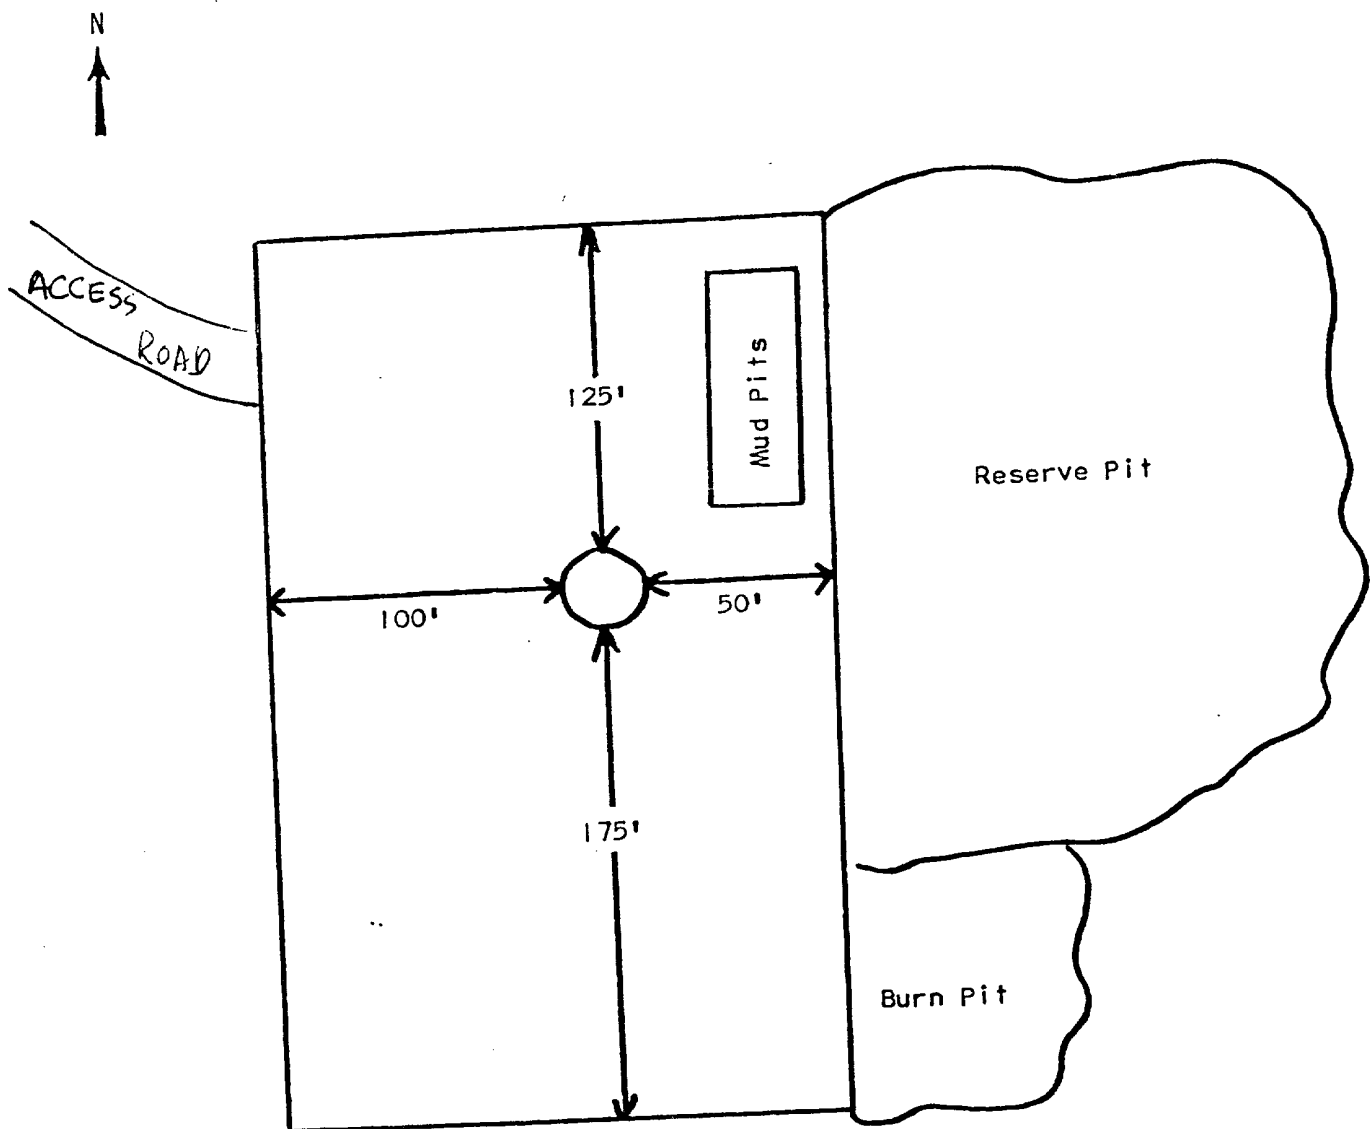 N
ACCESS
ROAD
125'
Mud Pits
Reserve Pit
100'
50'
175'
Burn Pit